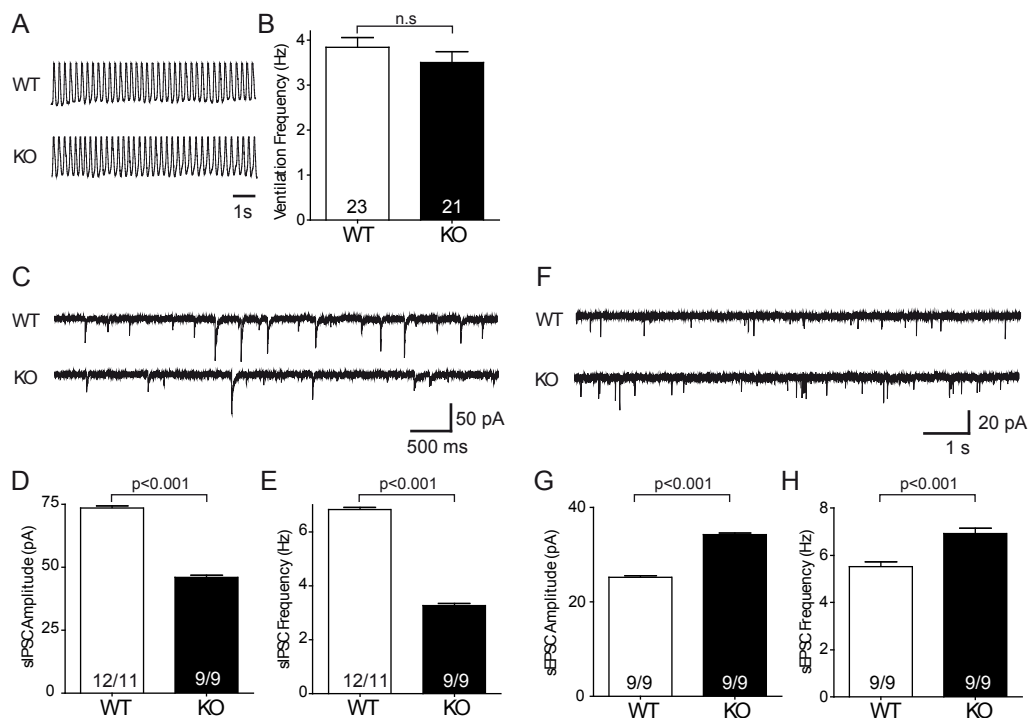 A
WT
KO
1s
B
n.s
Ventilation Frequency (Hz)
4
3
2
1
0
23
21
WT
KO
C
WT
KO
50 pA
500 ms
F
WT
KO
20 pA
1 s
D
p<0.001
sIPSC Amplitude (pA)
75
50
25
0
12/11
9/9
WT
KO
E
p<0.001
sIPSC Frequency (Hz)
6
4
2
0
12/11
9/9
WT
KO
G
p<0.001
sEPSC Amplitude (pA)
40
20
0
9/9
9/9
WT
KO
H
p<0.001
sEPSC Frequency (Hz)
8
6
4
2
0
9/9
9/9
WT
KO